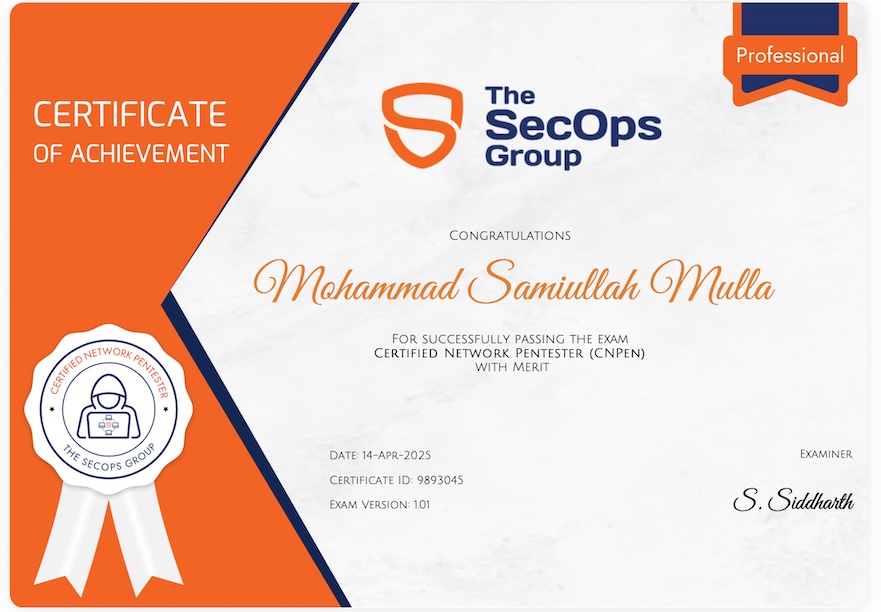 Professional
CERTIFICATE
OF ACHIEVEMENT
The
SecOps
Group
Congratulations
Mohammad Samiullah Mulla
For successfully passing the exam
Certified Network Pentester (CNPen)
with Merit
CERTIFIED NETWORK PENTESTER
THE SECOPS GROUP
Date: 14-Apr-2025
Certificate ID: 9893045
Exam Version: 1.01
Examiner
S. Siddharth